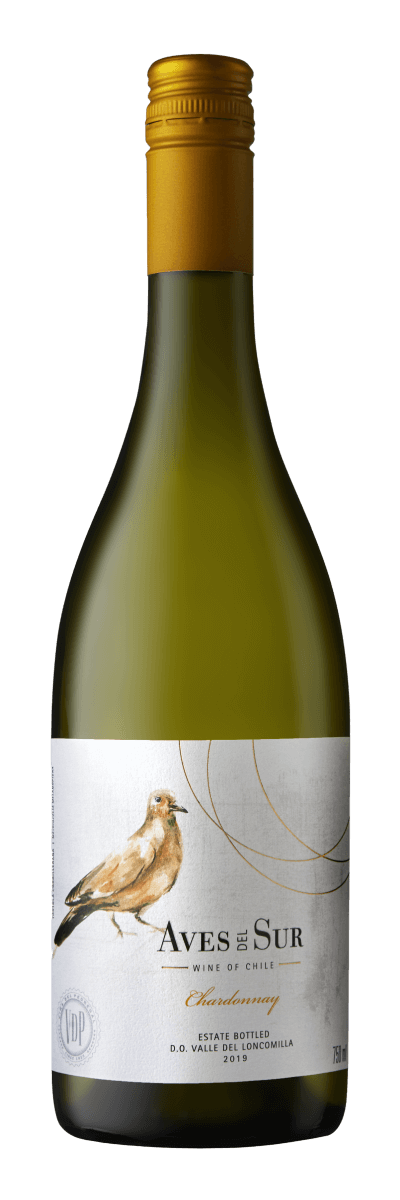 AVES DEL SUR
WINE OF CHILE
Chardonnay
ESTATE BOTTLED
D.O. VALLE DEL LONCOMILLA
2019
VDP
750 ml